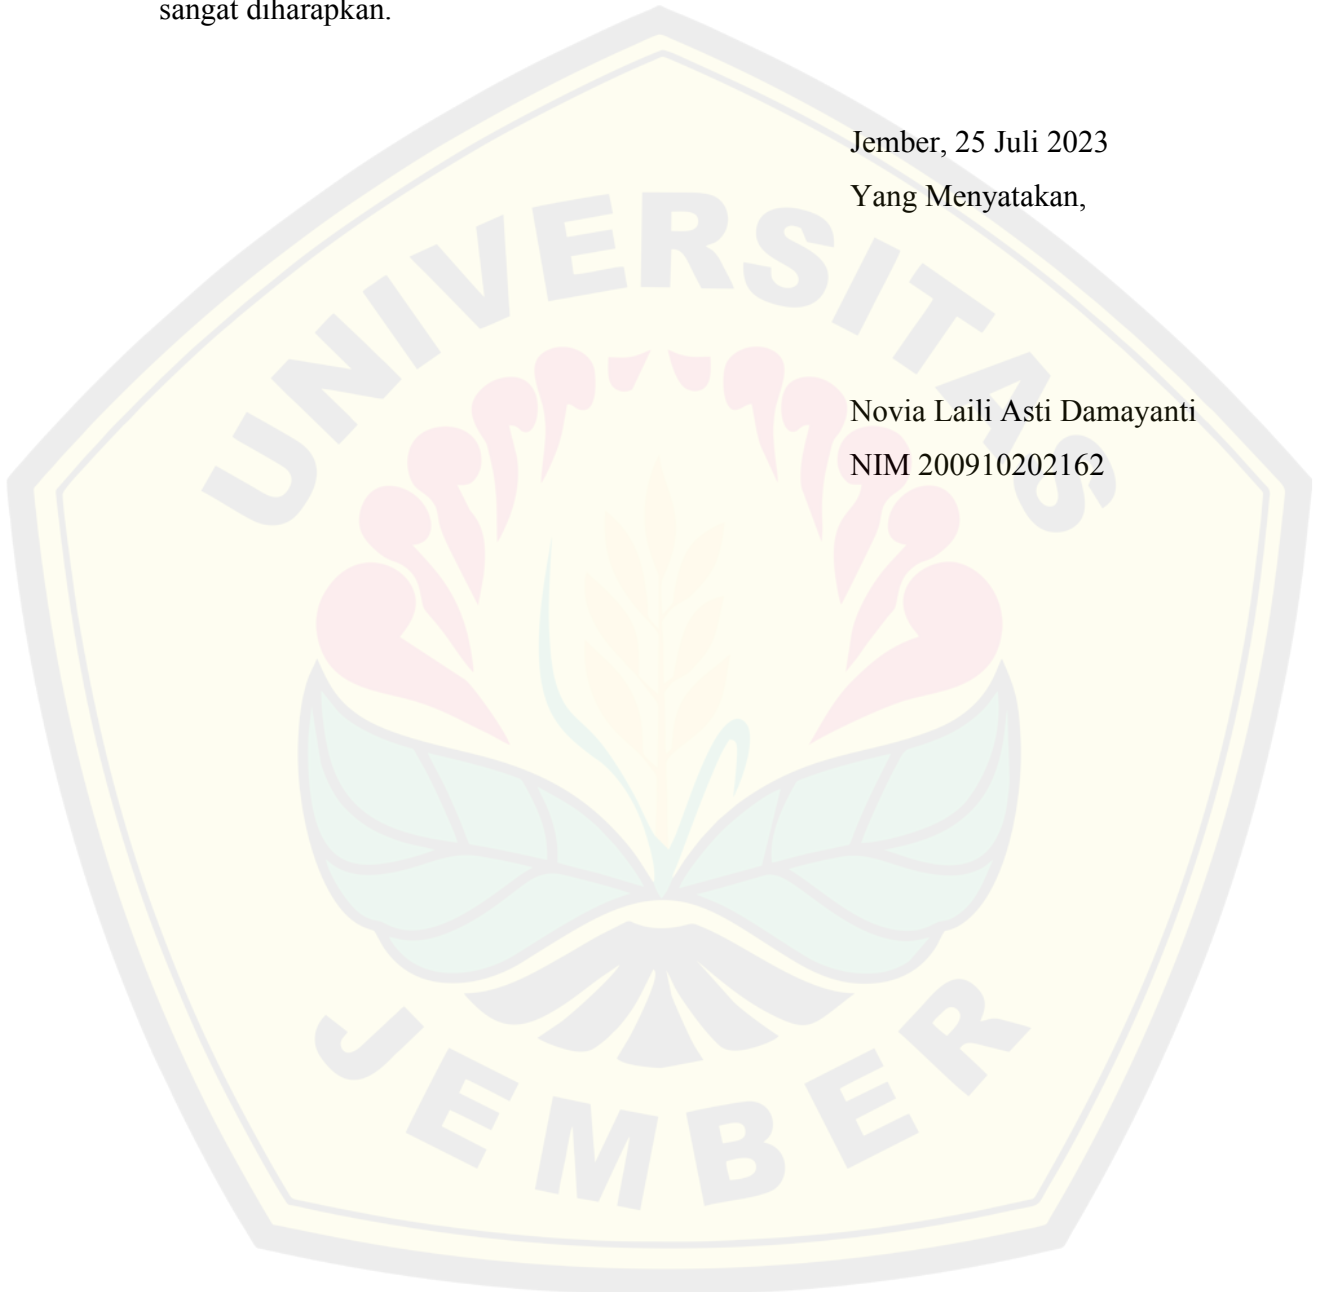 sangat diharapkan.
Jember, 25 Juli 2023
Yang Menyatakan,
Novia Laili Asti Damayanti
NIM 200910202162
UNIVERSITAS
JEMBER